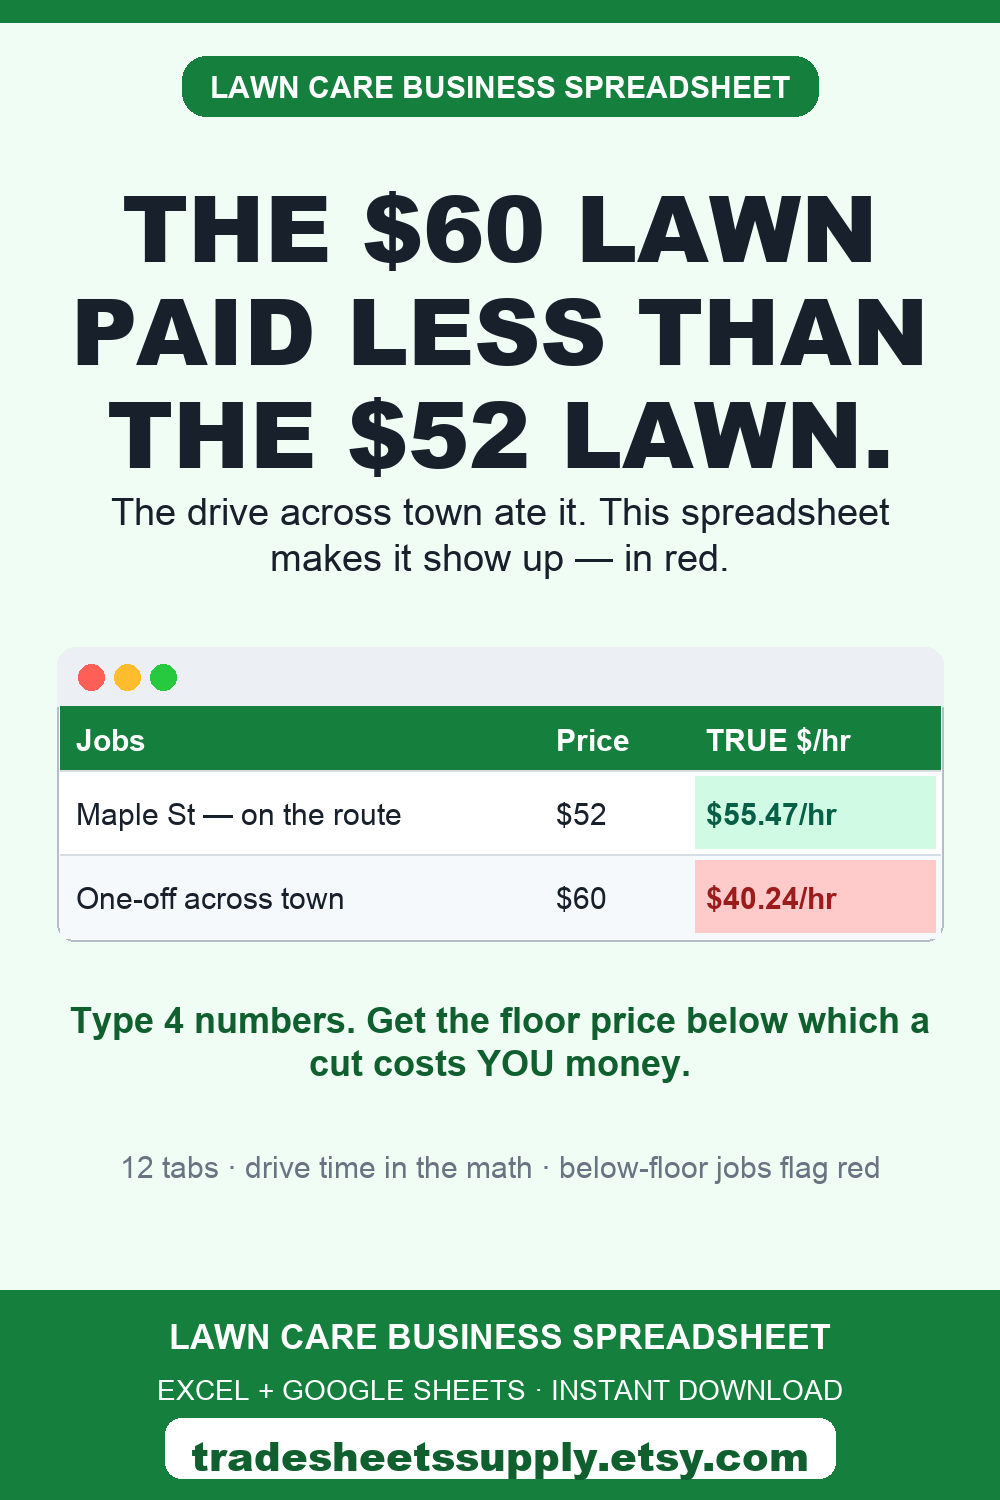 LAWN CARE BUSINESS SPREADSHEET
THE $60 LAWN
PAID LESS THAN
THE $52 LAWN.
The drive across town ate it. This spreadsheet
makes it show up — in red.
Jobs Price TRUE $/hr
Maple St — on the route $52 $55.47/hr
One-off across town $60 $40.24/hr
Type 4 numbers. Get the floor price below which a
cut costs YOU money.
12 tabs · drive time in the math · below-floor jobs flag red
LAWN CARE BUSINESS SPREADSHEET
EXCEL + GOOGLE SHEETS · INSTANT DOWNLOAD
tradesheetssupply.etsy.com